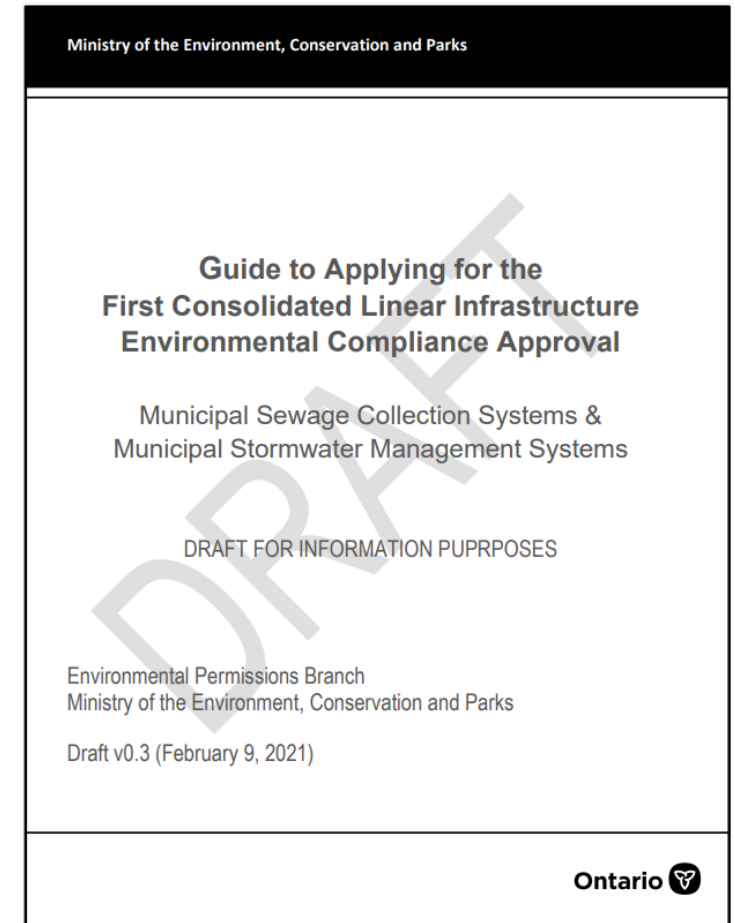 Ministry of the Environment, Conservation and Parks
Guide to Applying for the
First Consolidated Linear Infrastructure
Environmental Compliance Approval
Municipal Sewage Collection Systems &
Municipal Stormwater Management Systems
DRAFT
DRAFT FOR INFORMATION PUPRPOSES
Environmental Permissions Branch
Ministry of the Environment, Conservation and Parks
Draft v0.3 (February 9, 2021)
Ontario